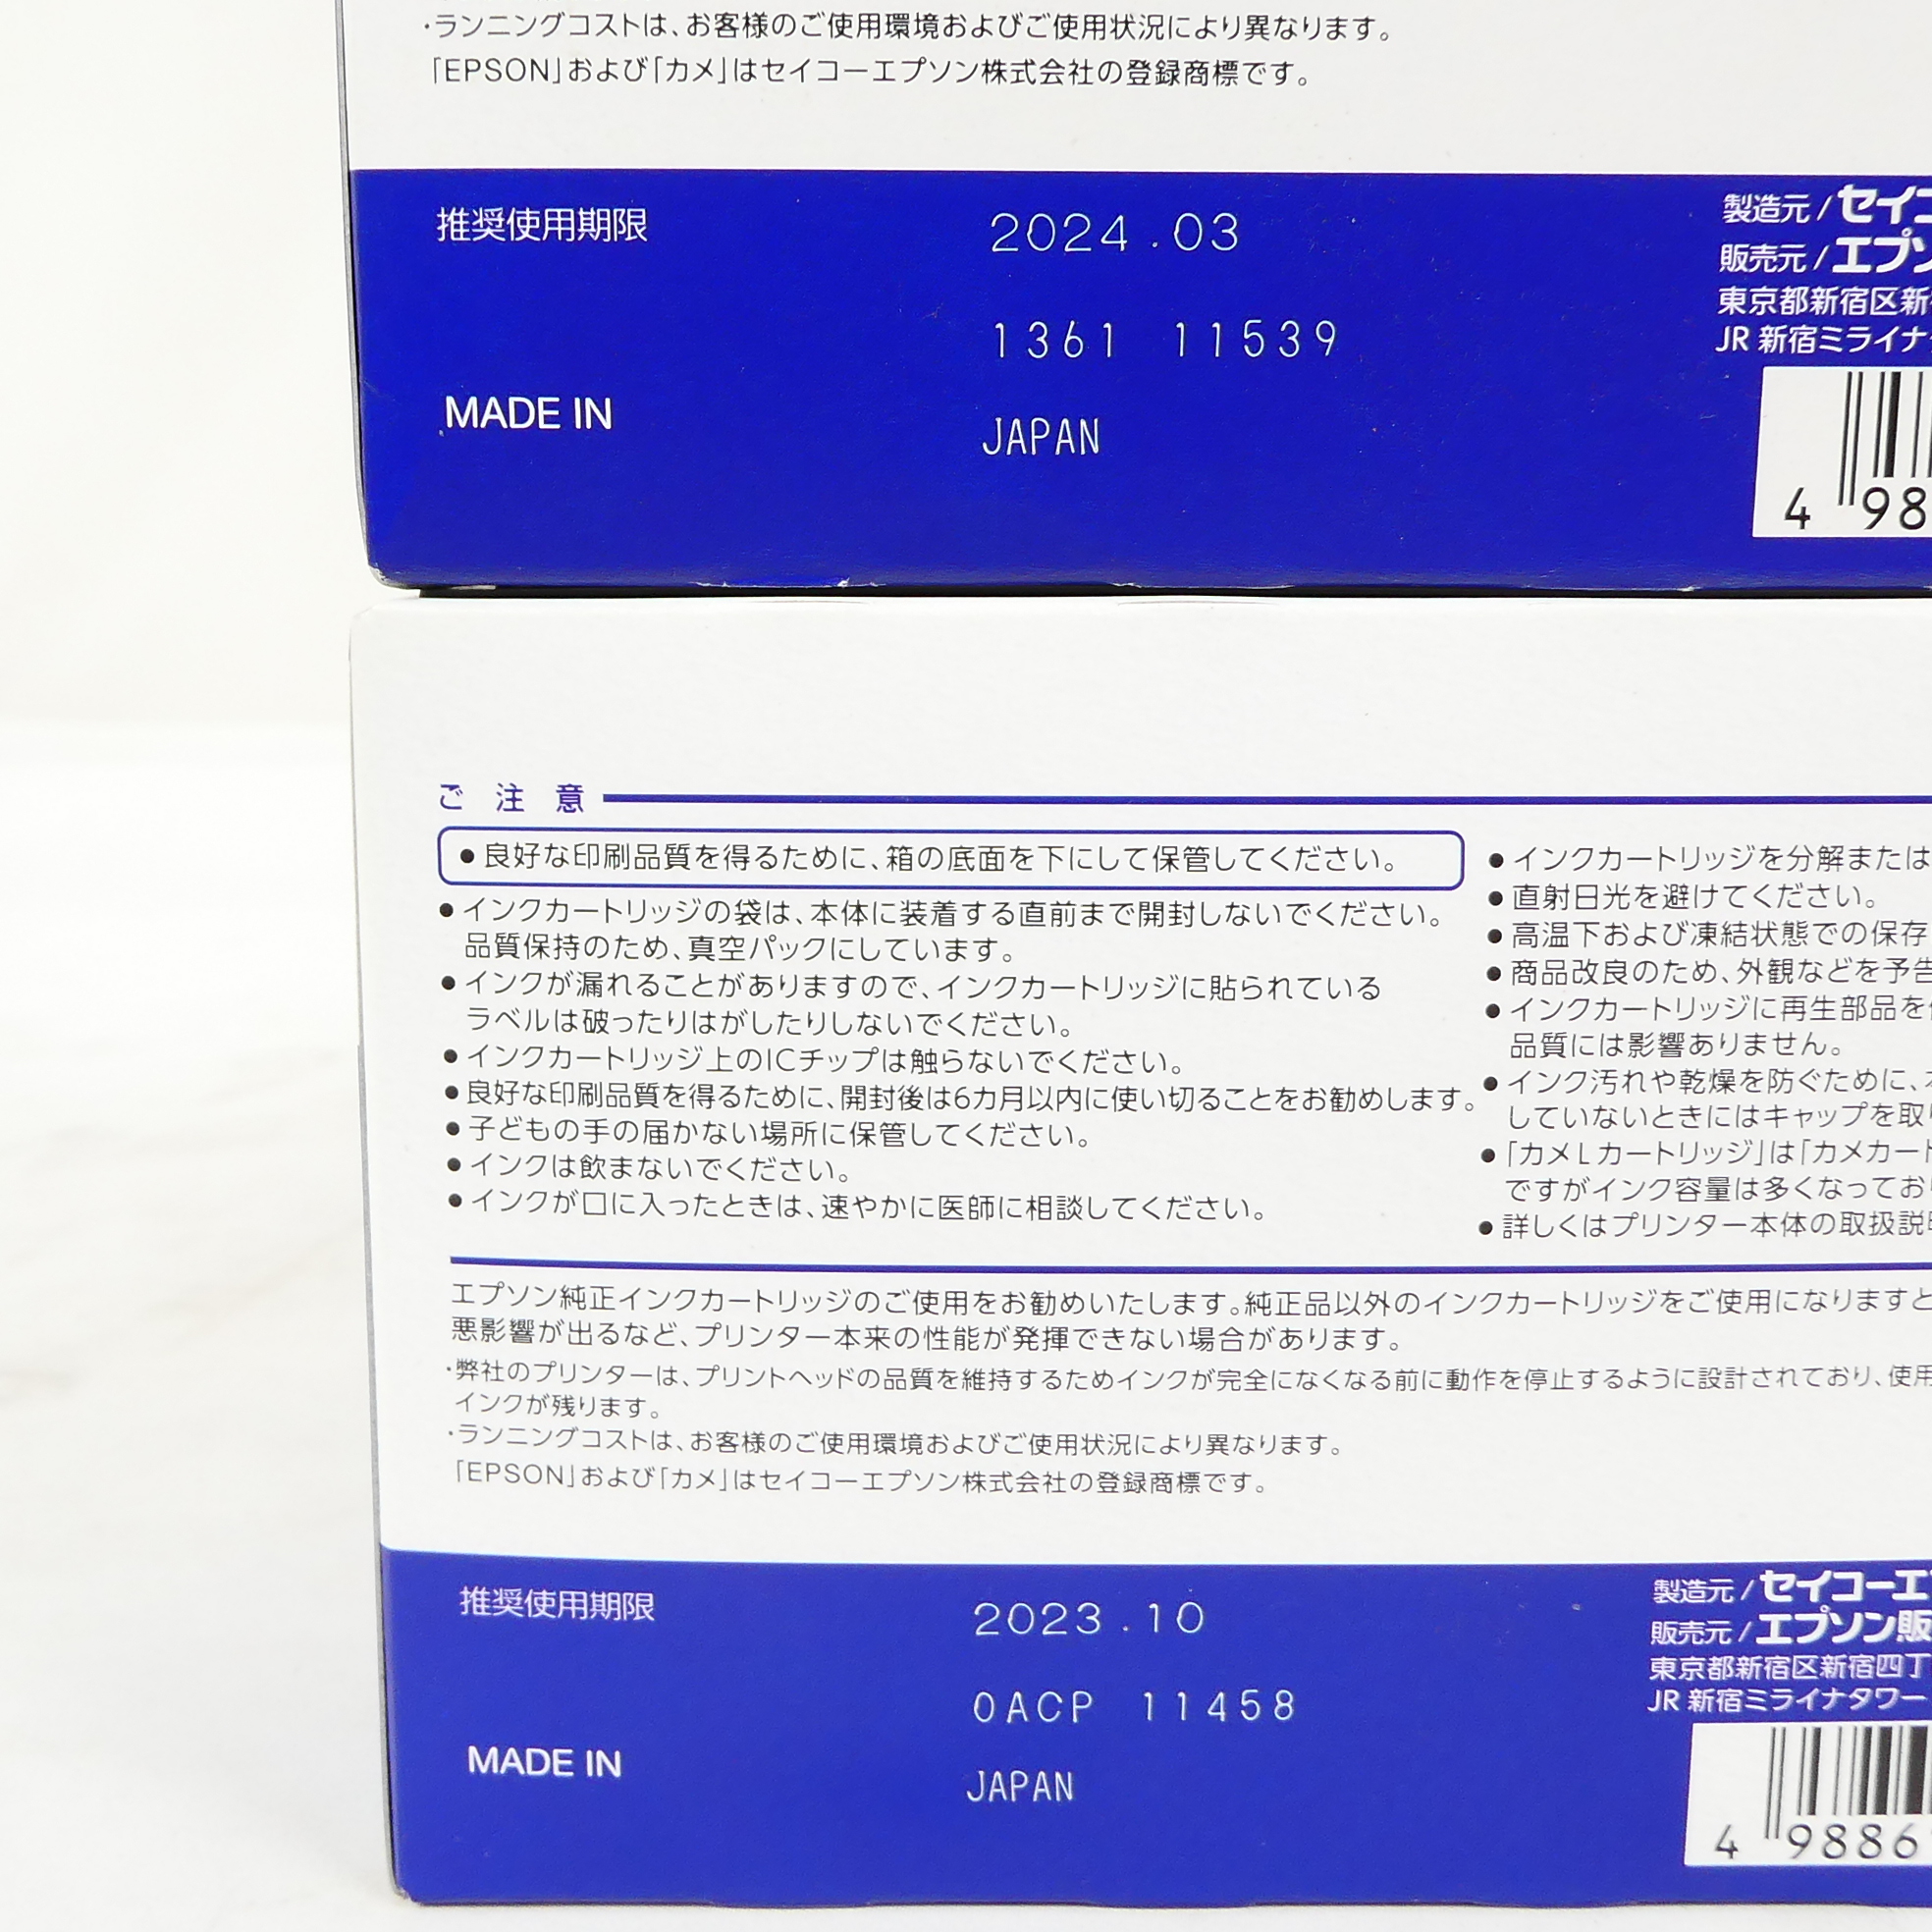 ・ランニングコストは、お客様のご使用環境およびご使用状況により異なります。
「EPSON」および「カメ」はセイコーエプソン株式会社の登録商標です。
推奨使用期限
2024.03
1361 11539
MADE IN
JAPAN
製造元/セイコ
販売元/エプソ
東京都新宿区新
JR 新宿ミライナ
4 98
ご注意
●良好な印刷品質を得るために、箱の底面を下にして保管してください。
●インクカートリッジの袋は、本体に装着する直前まで開封しないでください。
品質保持のため、真空パックにしています。
●インクが漏れることがありますので、インクカートリッジに貼られている
ラベルは破ったりはがしたりしないでください。
●インクカートリッジ上のICチップは触らないでください。
●良好な印刷品質を得るために、開封後は6カ月以内に使い切ることをお勧めします。
●子どもの手の届かない場所に保管してください。
●インクは飲まないでください。
●インクが口に入ったときは、速やかに医師に相談してください。
●インクカートリッジを分解または
●直射日光を避けてください。
●高温下および凍結状態での保存
●商品改良のため、外観などを予告
●インクカートリッジに再生部品を
品質には影響ありません。
●インク汚れや乾燥を防ぐために、
していないときにはキャップを取り
●「カメLカートリッジ」は「カメカート
ですがインク容量は多くなっており
●詳しくはプリンター本体の取扱説明
エプソン純正インクカートリッジのご使用をお勧めいたします。純正品以外のインクカートリッジをご使用になりますと
悪影響が出るなど、プリンター本来の性能が発揮できない場合があります。
・弊社のプリンターは、プリントヘッドの品質を維持するためインクが完全になくなる前に動作を停止するように設計されており、使用
インクが残ります。
・ランニングコストは、お客様のご使用環境およびご使用状況により異なります。
「EPSON」および「カメ」はセイコーエプソン株式会社の登録商標です。
推奨使用期限
2023.10
0ACP 11458
MADE IN
JAPAN
製造元/セイコーエプ
販売元/エプソン販
東京都新宿区新宿四丁
JR 新宿ミライナタワー
4 9886